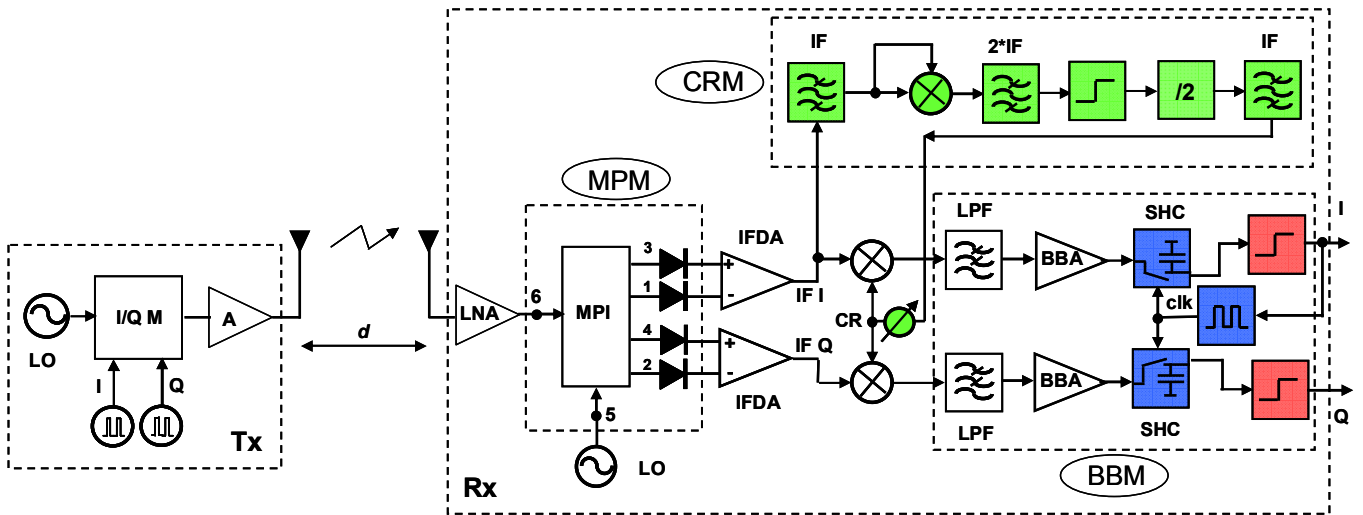 IF
2*IF
IF
CRM
/2
MPM
LPF
SHC
I
IFDA
3
+
BBA
1
-
IF I
6
LNA
MPI
clk
I/Q M
A
d
CR
LO
4
+
IF Q
2
-
BBA
I
Q
IFDA
5
LPF
SHC
Q
Tx
LO
Rx
BBM